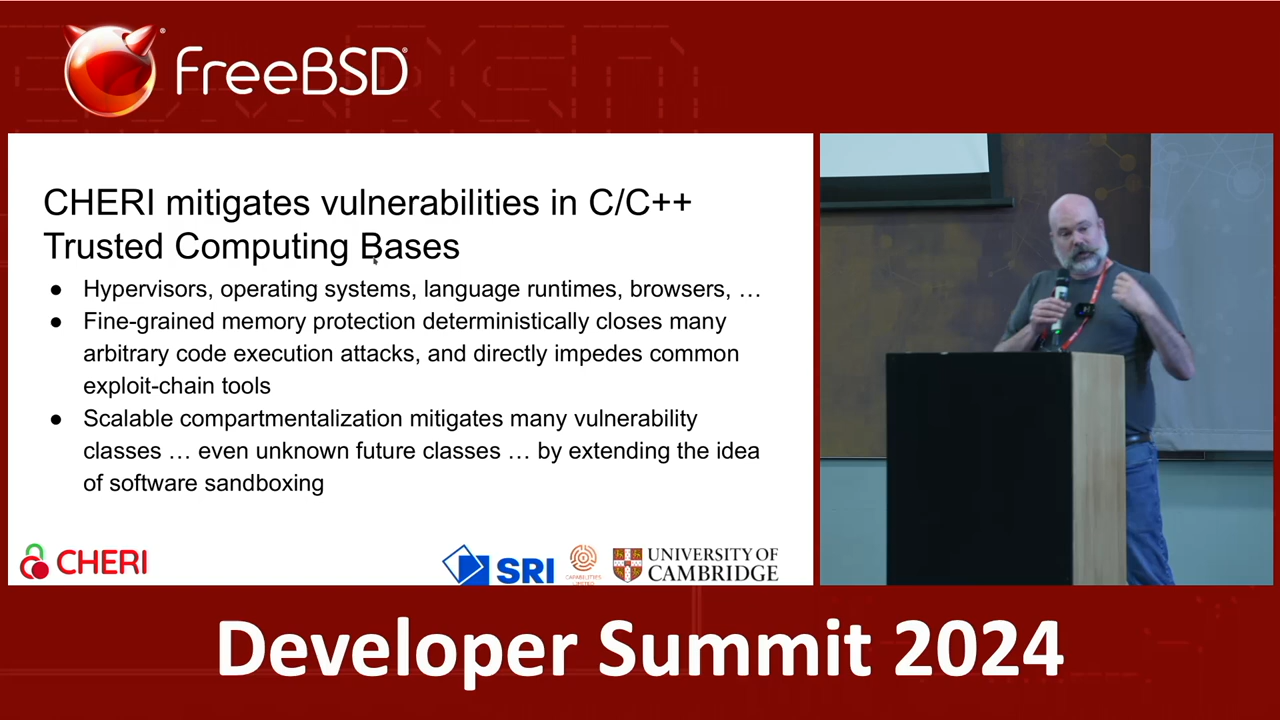 FreeBSD®
CHERI mitigates vulnerabilities in C/C++
Trusted Computing Bases
● Hypervisors, operating systems, language runtimes, browsers, …
● Fine-grained memory protection deterministically closes many
arbitrary code execution attacks, and directly impedes common
exploit-chain tools
● Scalable compartmentalization mitigates many vulnerability
classes … even unknown future classes … by extending the idea
of software sandboxing
CHERI
SRI
CAPABILITIES
LIMITED
UNIVERSITY OF
CAMBRIDGE
Developer Summit 2024